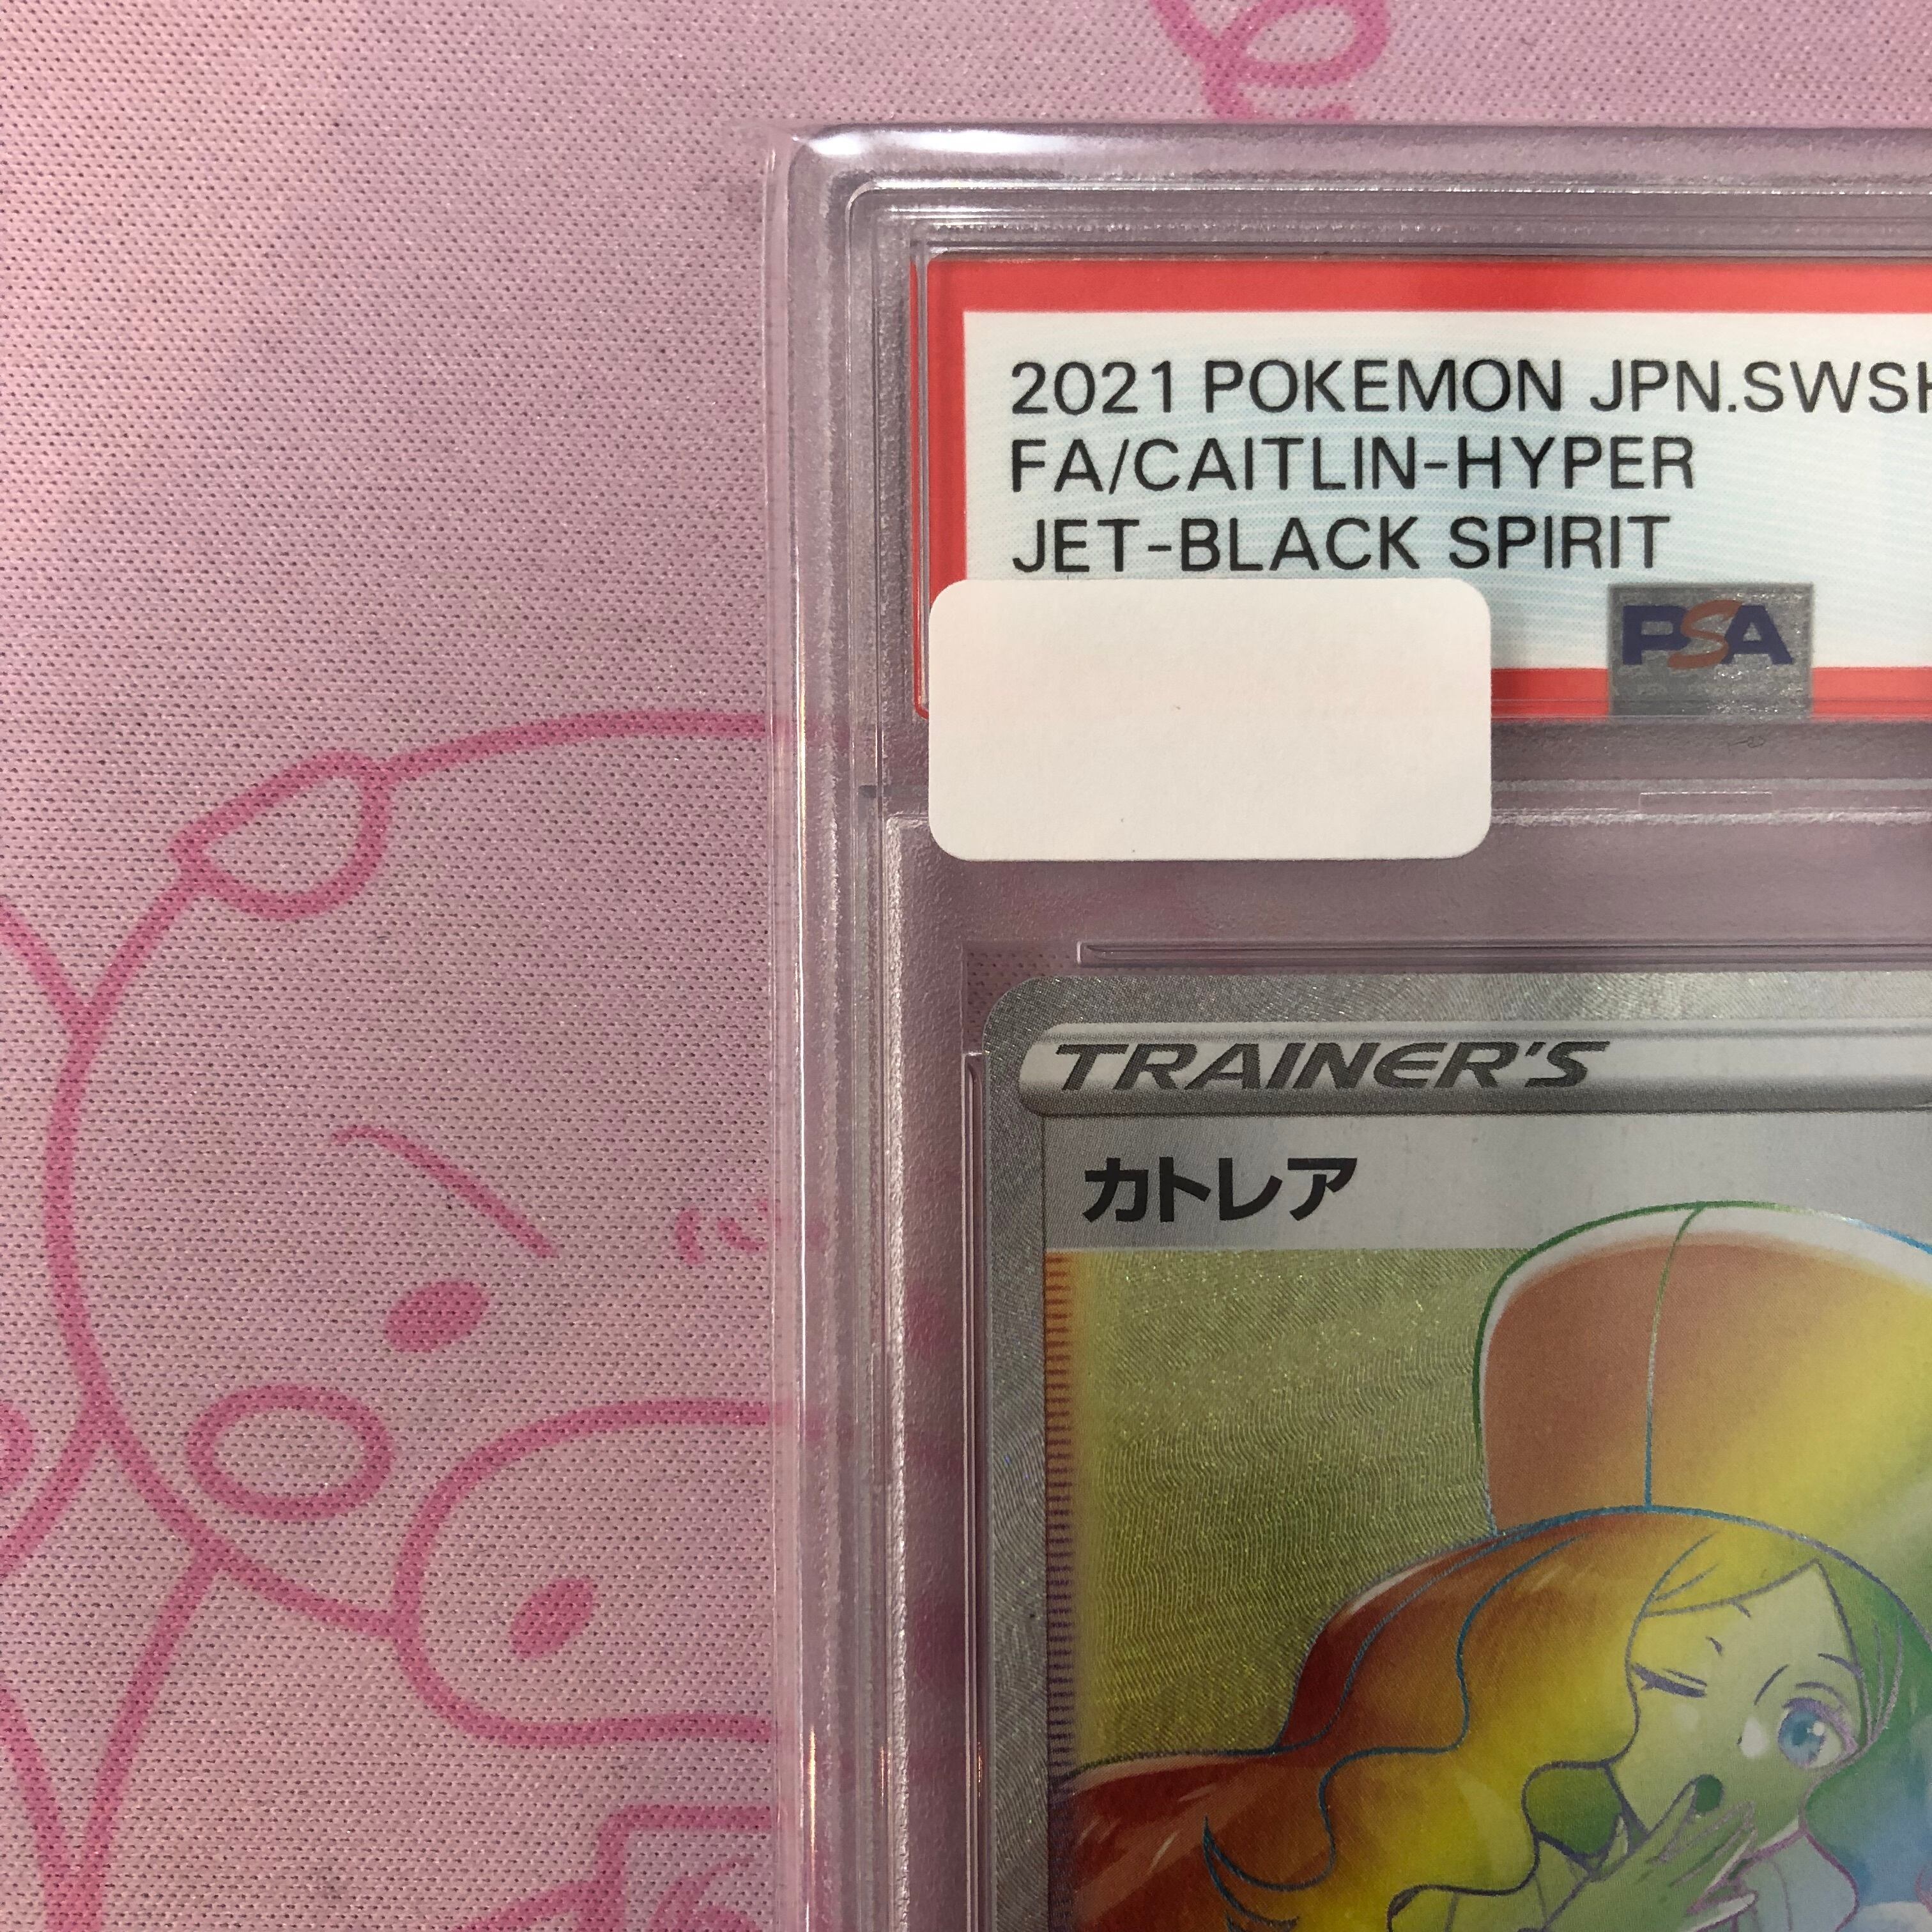 2021 POKEMON JPN.SWSH
FA/CAITLIN-HYPER
JET-BLACK SPIRIT
PSA
TRAINER'S
カトレア